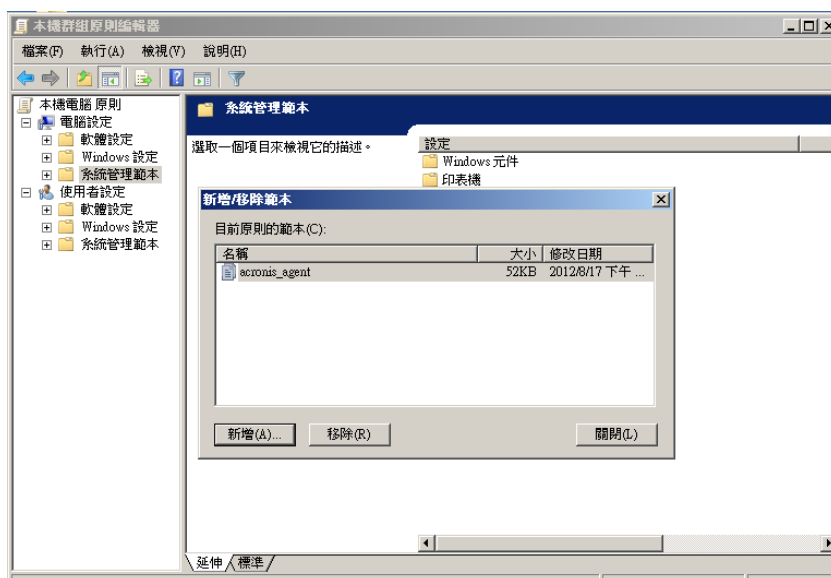 本機群組原則編輯器
檔案(F) 執行(A) 檢視(V) 說明(H)
本機電腦 原則
電腦設定
軟體設定
Windows 設定
系統管理範本
使用者設定
軟體設定
Windows 設定
系統管理範本
系統管理範本
選取一個項目來檢視它的描述。
設定
Windows 元件
印表機
新增/移除範本
目前原則的範本(C):
名稱 大小 修改日期
acronis_agent 52KB 2012/8/17 下午 ...
新增(A)... 移除(R) 關閉(L)
延伸 標準